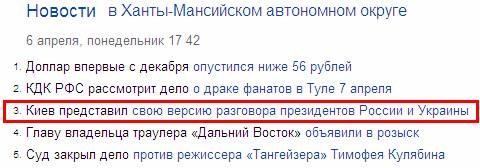 Новости в Ханты-Мансийском автономном округе
6 апреля, понедельник 17 42
1. Доллар впервые с декабря опустился ниже 56 рублей
2. КДК РФС рассмотрит дело о драке фанатов в Туле 7 апреля
3. Киев представил свою версию разговора президентов России и Украины
4. Главу владельца траулера «Дальний Восток» объявили в розыск
5. Суд закрыл дело против режиссера «Тангейзера» Тимофея Кулябина